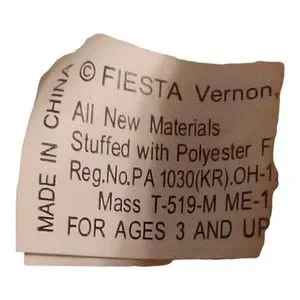 © FIESTA Vernon,
All New Materials
Stuffed with Polyester F
Reg.No.PA 1030(KR).OH-1
Mass T-519-M ME-1
FOR AGES 3 AND UP
MADE IN CHINA